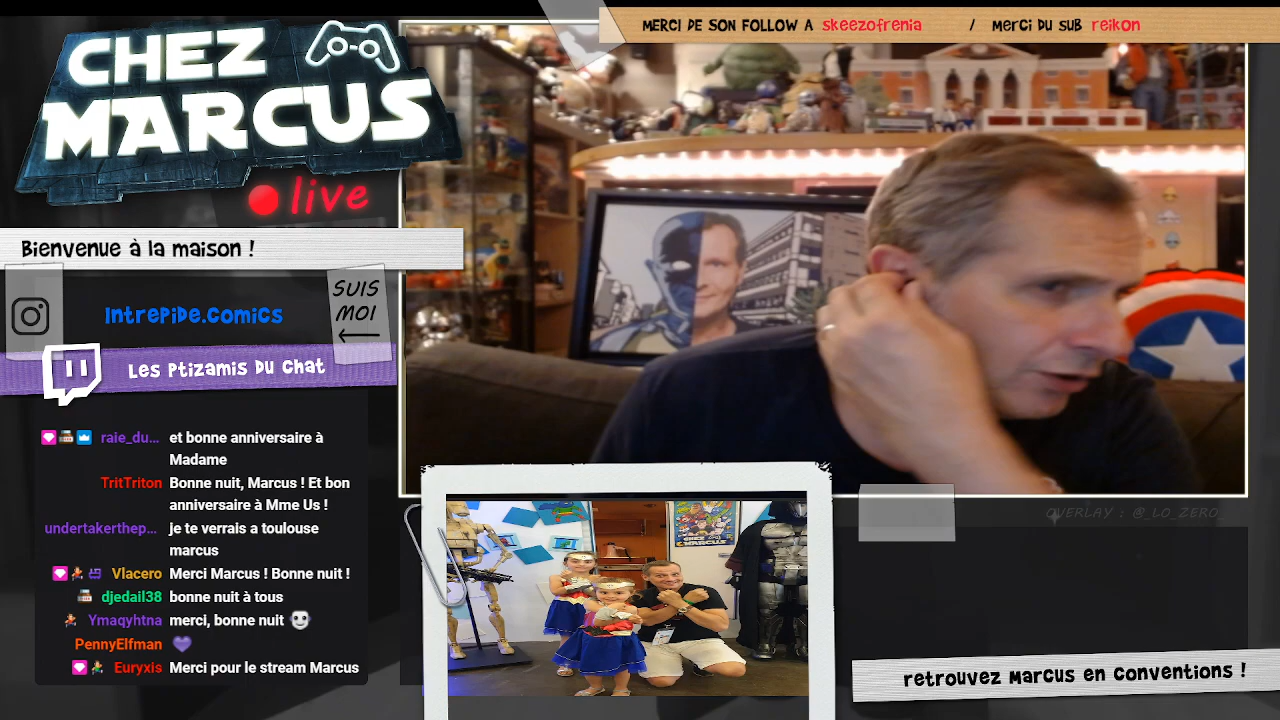 MERCI DE SON FOLLOW A skeezofrenia / Merci du sub reikon
CHEZ
MARCUS
live
Bienvenue à la maison !
SUIS
MOI
Intrepide.Comics
Les Ptizamis du Chat
raie_du... et bonne anniversaire à
Madame
TritTriton Bonne nuit, Marcus ! Et bon
anniversaire à Mme Us !
undertakerthep... je te verrais a toulouse
marcus
Vlacero Merci Marcus ! Bonne nuit !
djedail38 bonne nuit à tous
Ymaqyhtna merci, bonne nuit
PennyElfman
Euryxis Merci pour le stream Marcus
OVERLAY : @_LO_ZERO_
CHEZ
MARCUS
retrouvez Marcus en conventions !